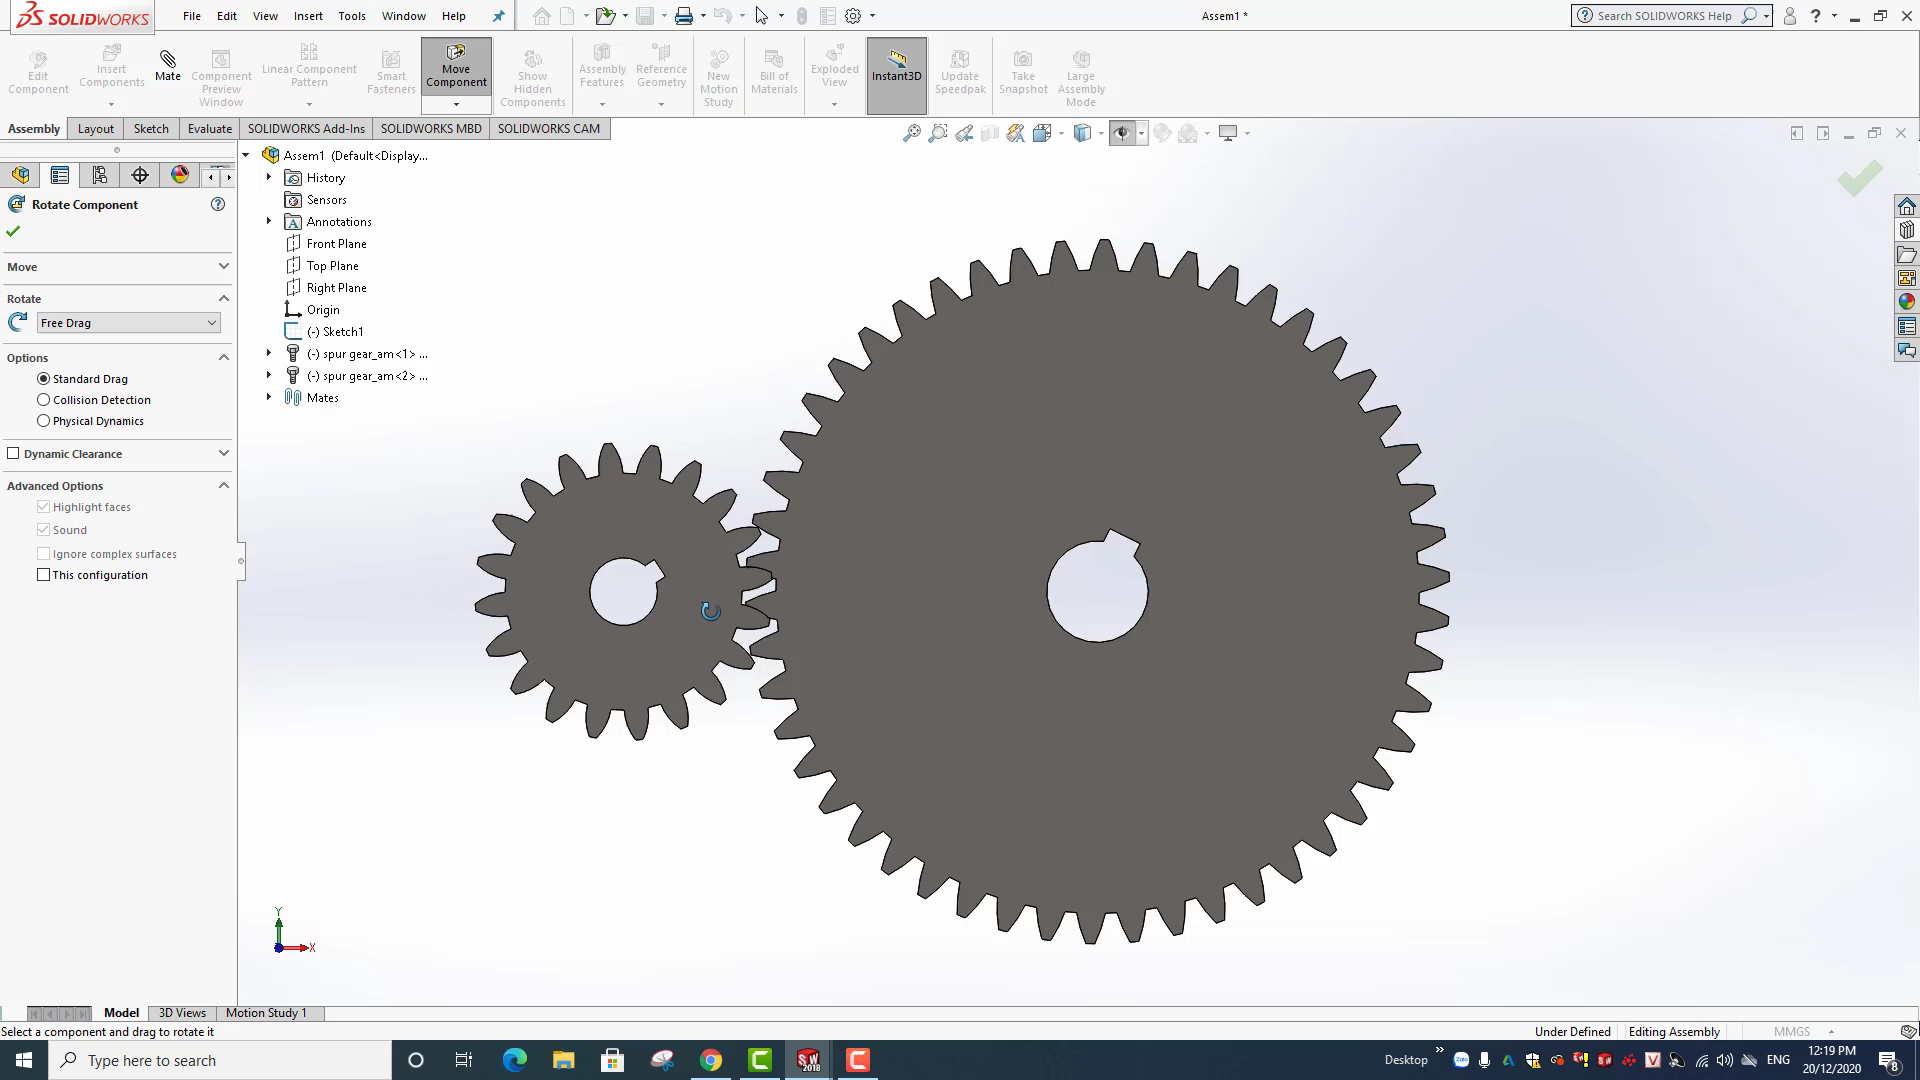 SOLIDWORKS
File Edit View Insert Tools Window Help
Assem1 *
Search SOLIDWORKS Help
Edit Component
Insert Components
Mate
Component Preview Window
Linear Component Pattern
Smart Fasteners
Move Component
Show Hidden Components
Assembly Features
Reference Geometry
New Motion Study
Bill of Materials
Exploded View
Instant3D
Update Speedpak
Take Snapshot
Large Assembly Mode
Assembly Layout Sketch Evaluate SOLIDWORKS Add-Ins SOLIDWORKS MBD SOLIDWORKS CAM
Rotate Component
Move
Rotate
Free Drag
Options
Standard Drag
Collision Detection
Physical Dynamics
Dynamic Clearance
Advanced Options
Highlight faces
Sound
Ignore complex surfaces
This configuration
Assem1 (Default<Display...
History
Sensors
Annotations
Front Plane
Top Plane
Right Plane
Origin
(-) Sketch1
(-) spur gear_am<1> ...
(-) spur gear_am<2> ...
Mates
Y
X
Model 3D Views Motion Study 1
Select a component and drag to rotate it
Under Defined Editing Assembly MMGS
Type here to search
SW 2018
Desktop
ENG
12:19 PM
20/12/2020
8